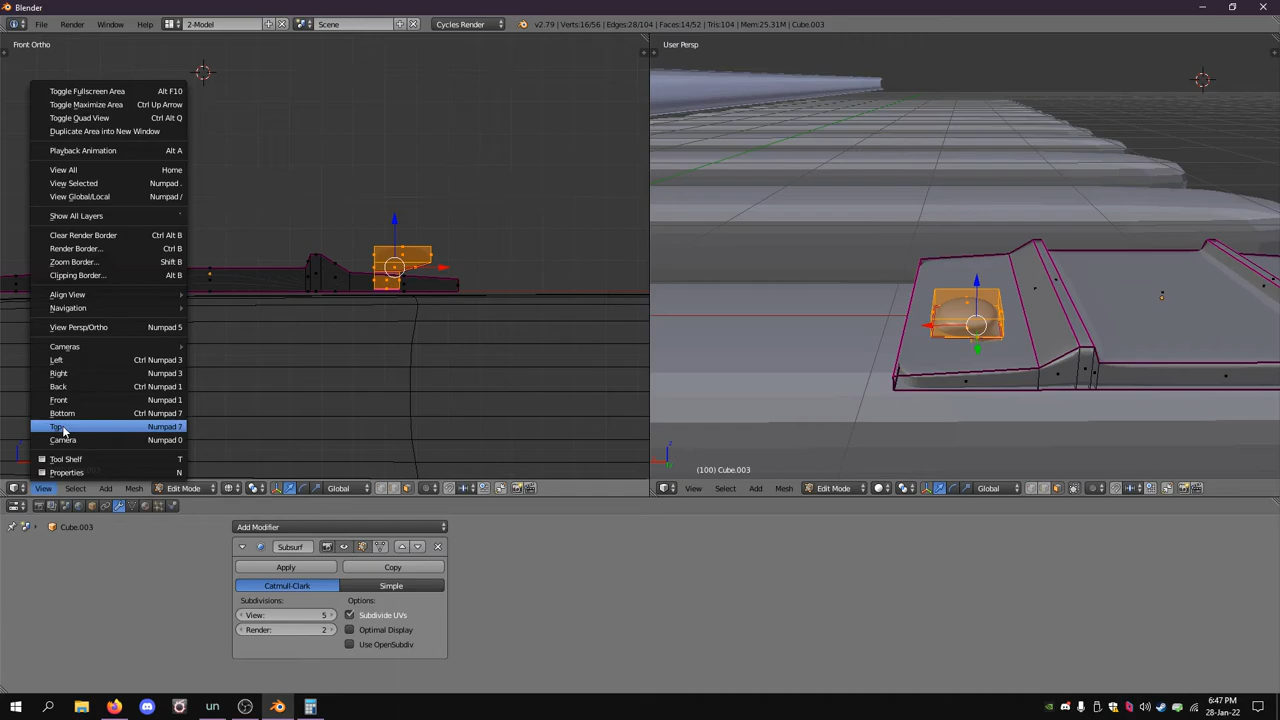 Blender
File Render Window Help 2-Model Scene Cycles Render v2.79 | Verts:16/56 | Edges:28/104 | Faces:14/52 | Tris:104 | Mem:25.31M | Cube.003
Front Ortho
User Persp
Toggle Fullscreen Area Alt F10
Toggle Maximize Area Ctrl Up Arrow
Toggle Quad View Ctrl Alt Q
Duplicate Area into New Window
Playback Animation Alt A
View All Home
View Selected Numpad .
View Global/Local Numpad /
Show All Layers `
Clear Render Border Ctrl Alt B
Render Border... Ctrl B
Zoom Border... Shift B
Clipping Border... Alt B
Align View
Navigation
View Persp/Ortho Numpad 5
Cameras
Left Ctrl Numpad 3
Right Numpad 3
Back Ctrl Numpad 1
Front Numpad 1
Bottom Ctrl Numpad 7
Top Numpad 7
Camera Numpad 0
Tool Shelf T
Properties N
(100) Cube.003
View Select Add Mesh Edit Mode Global
View Select Add Mesh Edit Mode Global
Cube.003
Add Modifier
Subsurf
Apply Copy
Catmull-Clark Simple
Subdivisions: Options:
View: 5 Subdivide UVs
Render: 2 Optimal Display
Use OpenSubdiv
un
6:47 PM
28-Jan-22